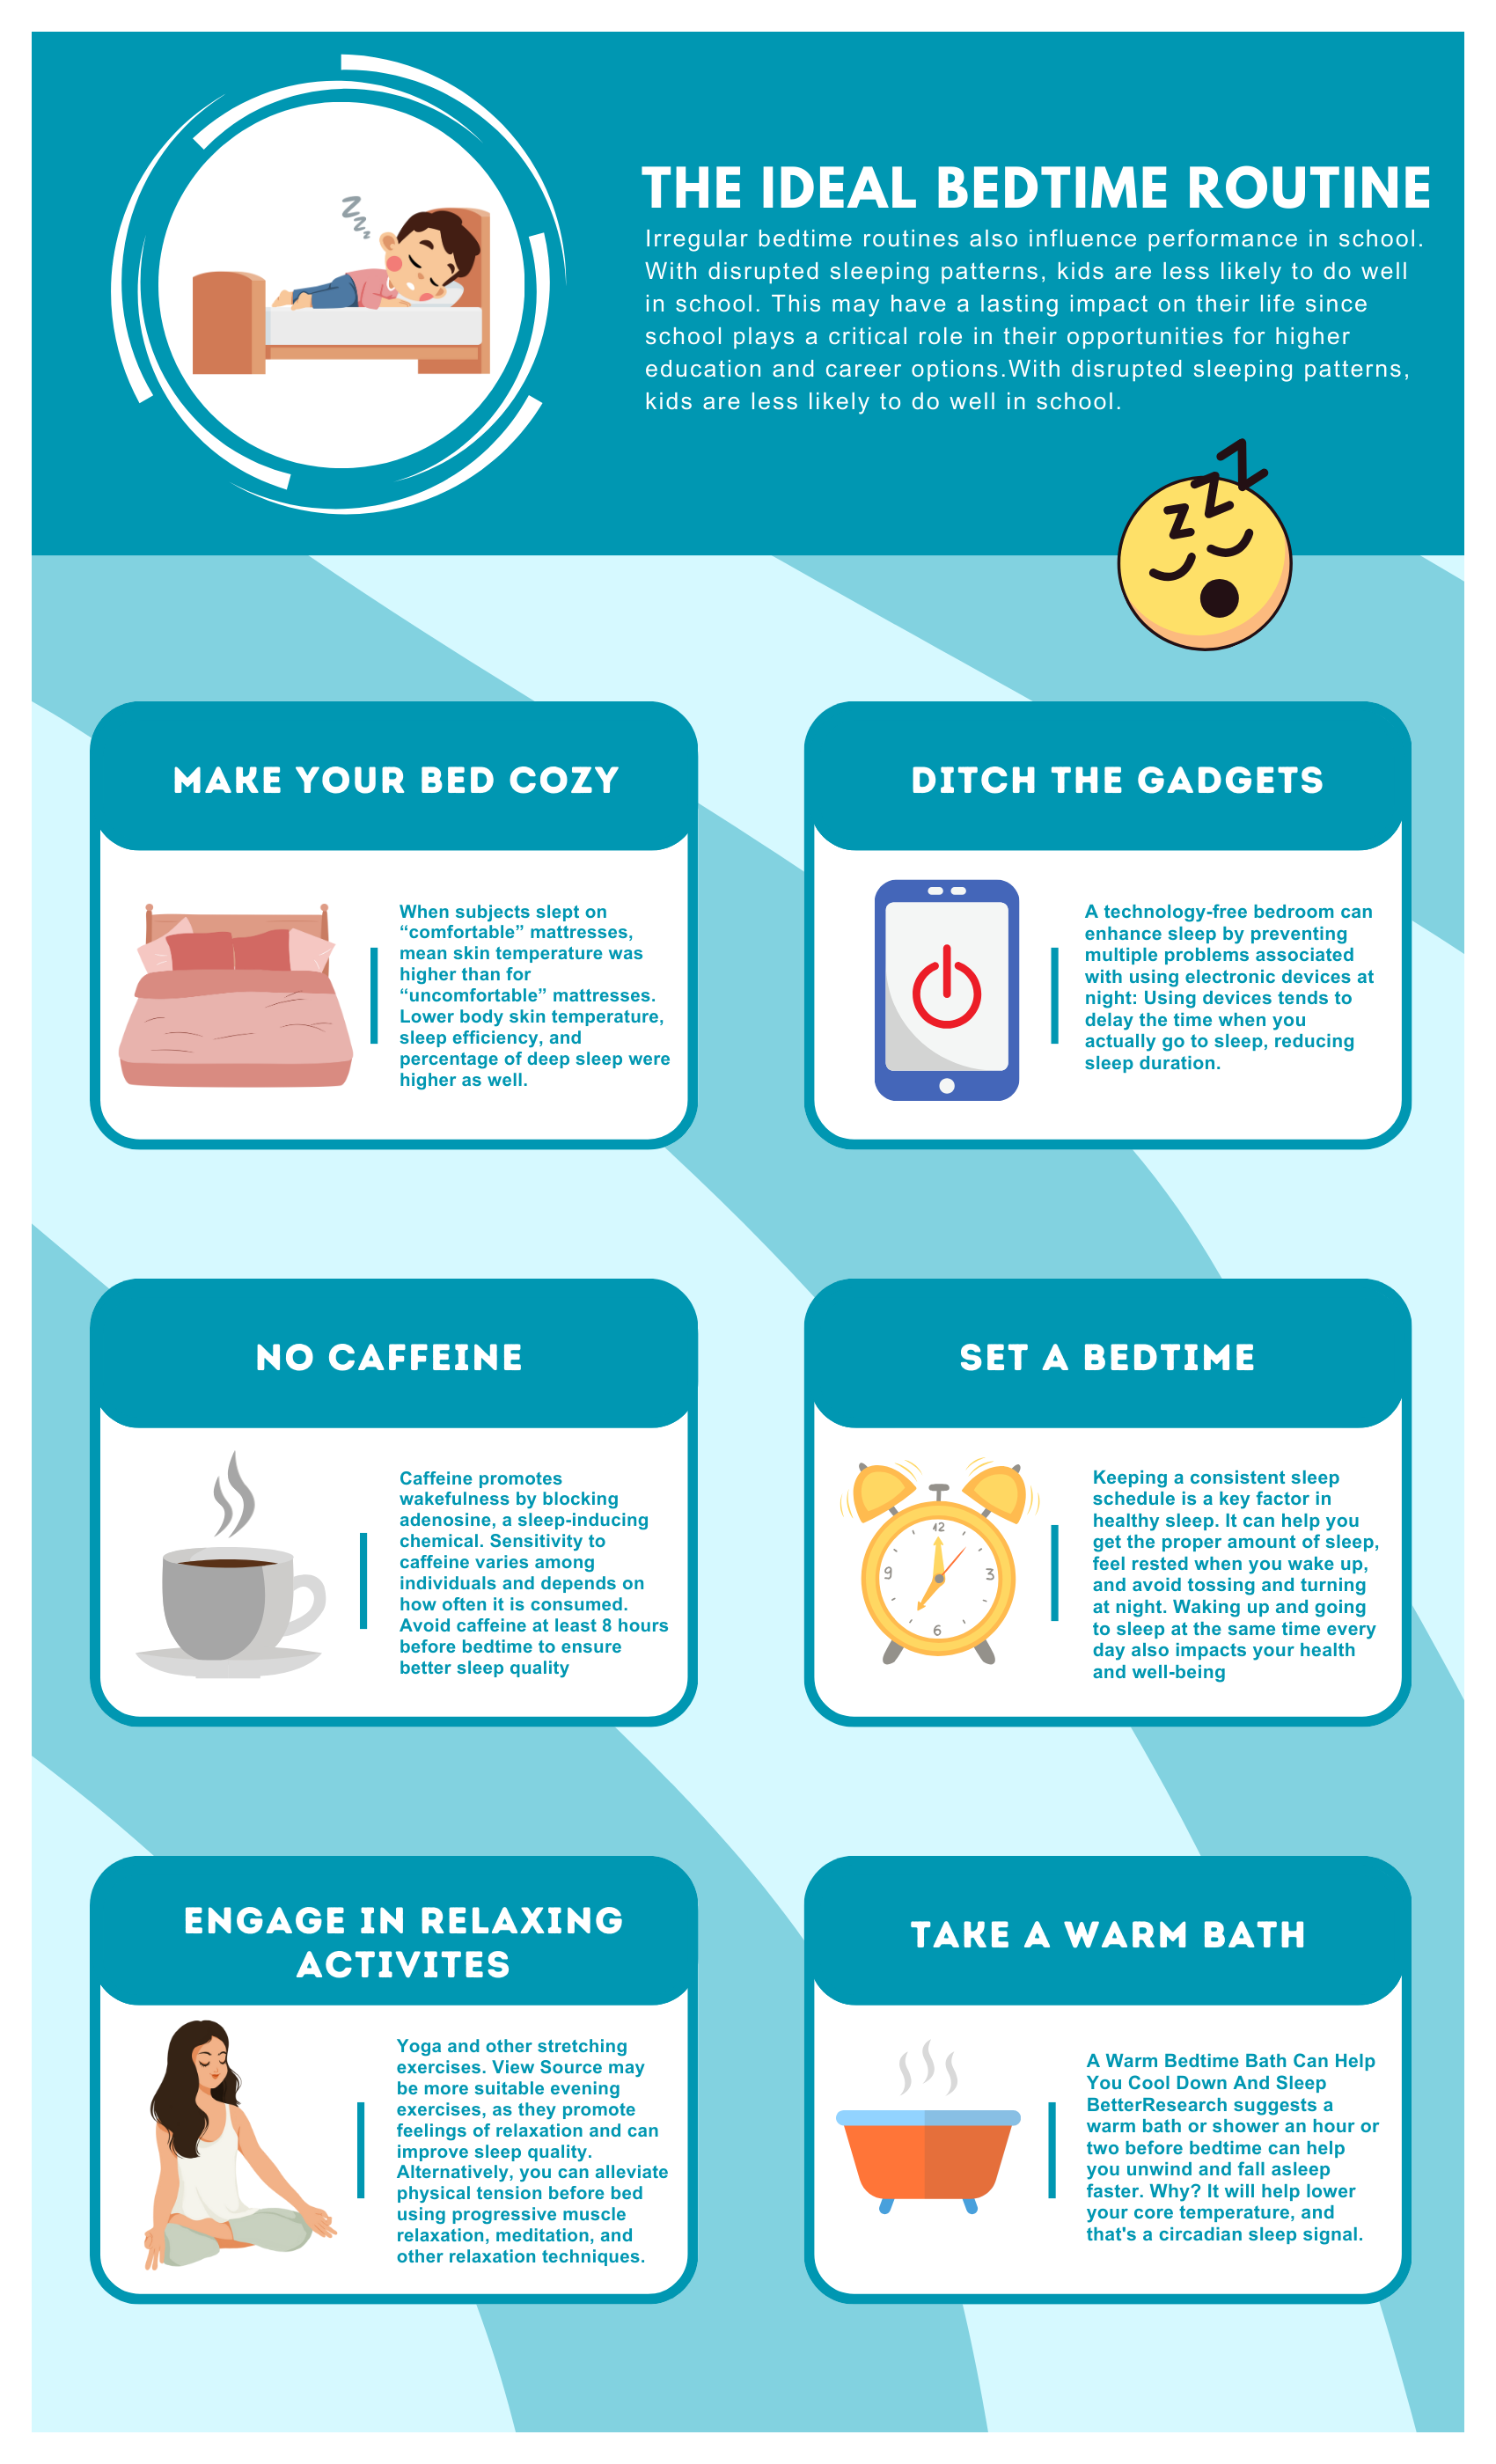 THE IDEAL BEDTIME ROUTINE
Irregular bedtime routines also influence performance in school.
With disrupted sleeping patterns, kids are less likely to do well
in school. This may have a lasting impact on their life since
school plays a critical role in their opportunities for higher
education and career options.With disrupted sleeping patterns,
kids are less likely to do well in school.
zzzz
zzz
MAKE YOUR BED COZY
When subjects slept on
“comfortable” mattresses,
mean skin temperature was
higher than for
“uncomfortable” mattresses.
Lower body skin temperature,
sleep efficiency, and
percentage of deep sleep were
higher as well.
DITCH THE GADGETS
A technology-free bedroom can
enhance sleep by preventing
multiple problems associated
with using electronic devices at
night: Using devices tends to
delay the time when you
actually go to sleep, reducing
sleep duration.
NO CAFFEINE
Caffeine promotes
wakefulness by blocking
adenosine, a sleep-inducing
chemical. Sensitivity to
caffeine varies among
individuals and depends on
how often it is consumed.
Avoid caffeine at least 8 hours
before bedtime to ensure
better sleep quality
SET A BEDTIME
12
9 3
6
Keeping a consistent sleep
schedule is a key factor in
healthy sleep. It can help you
get the proper amount of sleep,
feel rested when you wake up,
and avoid tossing and turning
at night. Waking up and going
to sleep at the same time every
day also impacts your health
and well-being
ENGAGE IN RELAXING
ACTIVITES
Yoga and other stretching
exercises. View Source may
be more suitable evening
exercises, as they promote
feelings of relaxation and can
improve sleep quality.
Alternatively, you can alleviate
physical tension before bed
using progressive muscle
relaxation, meditation, and
other relaxation techniques.
TAKE A WARM BATH
A Warm Bedtime Bath Can Help
You Cool Down And Sleep
BetterResearch suggests a
warm bath or shower an hour or
two before bedtime can help
you unwind and fall asleep
faster. Why? It will help lower
your core temperature, and
that's a circadian sleep signal.